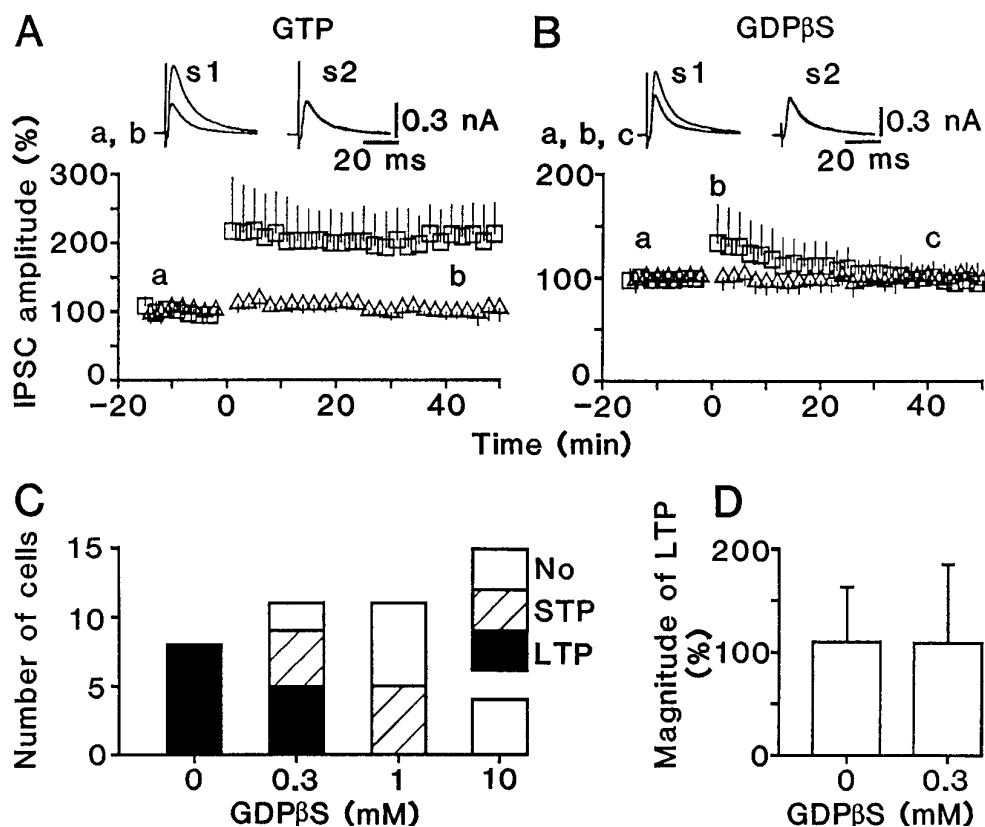 A
GTP
s1
s2
a, b
0.3 nA
20 ms
IPSC amplitude (%)
300
200
100
0
a
b
-20
0
20
40
B
GDPβS
s1
s2
a, b, c
0.3 nA
20 ms
200
100
0
b
a
c
-20
0
20
40
Time (min)
C
Number of cells
15
10
5
0
No
STP
LTP
0
0.3
1
10
GDPβS (mM)
D
Magnitude of LTP
(%)
200
100
0
0
0.3
GDPβS (mM)